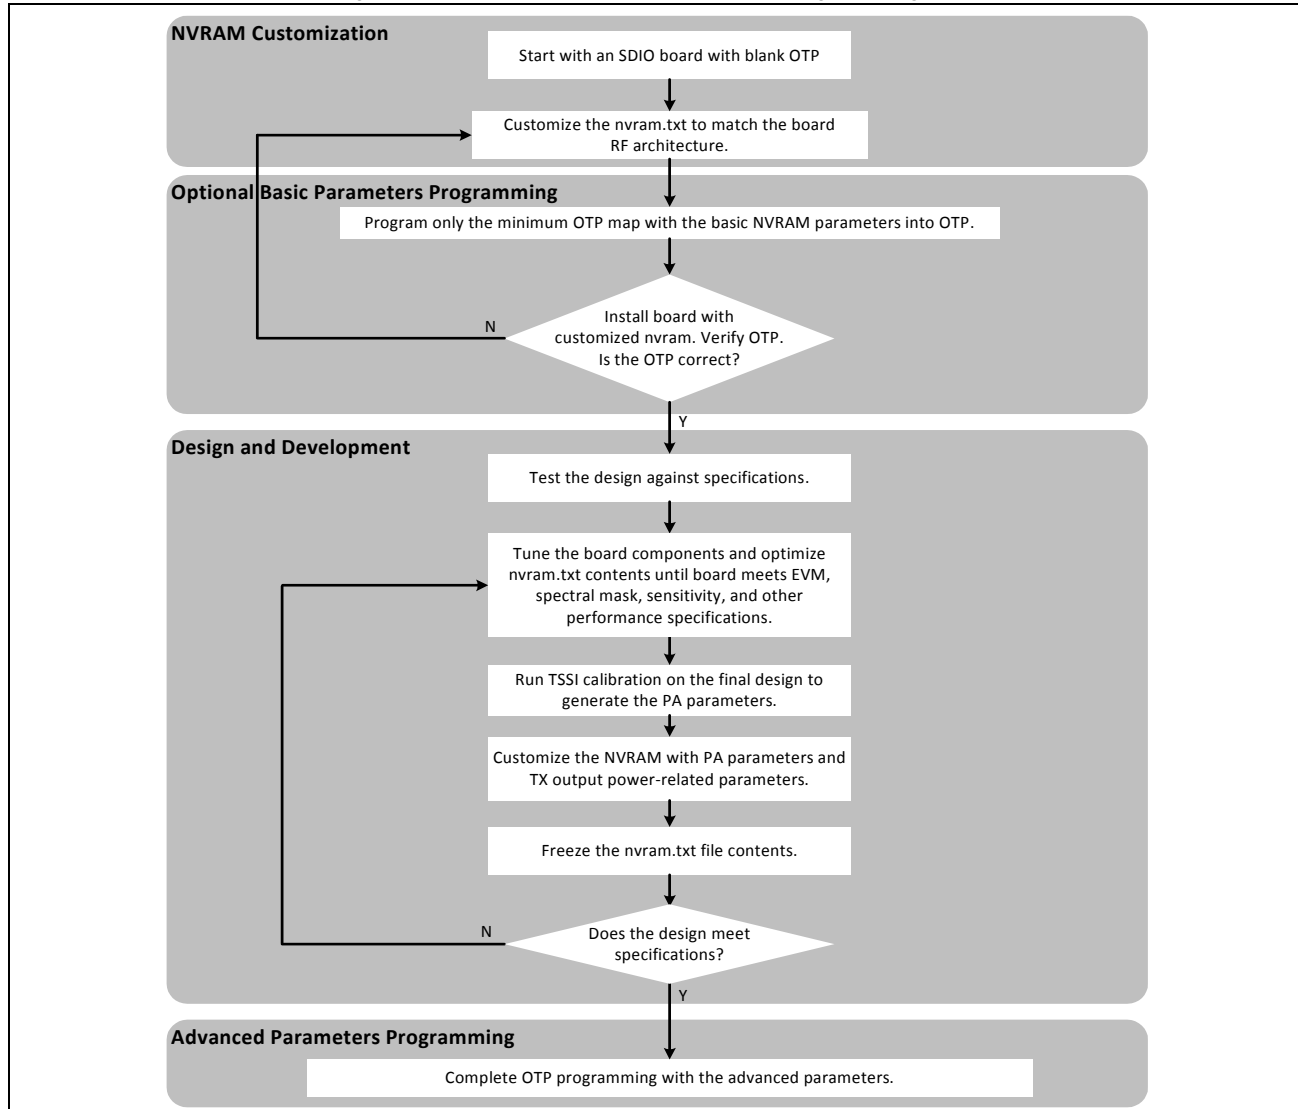 NVRAM Customization
Start with an SDIO board with blank OTP
Customize the nvram.txt to match the board
RF architecture.
Optional Basic Parameters Programming
Program only the minimum OTP map with the basic NVRAM parameters into OTP.
Install board with
customized nvram. Verify OTP.
Is the OTP correct?
N
Y
Design and Development
Test the design against specifications.
Tune the board components and optimize
nvram.txt contents until board meets EVM,
spectral mask, sensitivity, and other
performance specifications.
Run TSSI calibration on the final design to
generate the PA parameters.
Customize the NVRAM with PA parameters and
TX output power-related parameters.
Freeze the nvram.txt file contents.
Does the design meet
specifications?
N
Y
Advanced Parameters Programming
Complete OTP programming with the advanced parameters.